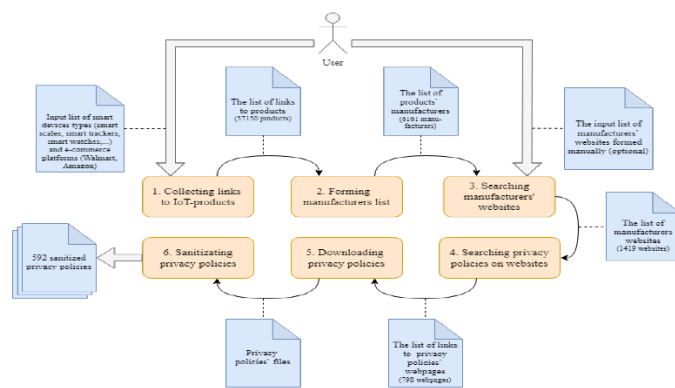 User
Input list of smart
devices types (smart
scales, smart trackers,
smart watches,...)
and e-commerce
platforms (Walmart,
Amazon)
The list of links
to products
(57150 products)
The list of
products'
manufacturers
(6161 manu-
facturers)
The input list of
manufacturers'
websites formed
manually (optional)
1. Collecting links
to IoT-products
2. Forming
manufacturers list
3. Searching
manufacturers'
websites
The list of
manufacturers
websites
(1419 websites)
592 sanitized
privacy policies
6. Sanitizating
privacy policies
5. Downloading
privacy policies
4. Searching privacy
policies on websites
Privacy
policies' files
The list of links
to privacy
policies'
webpages
(798 webpages)